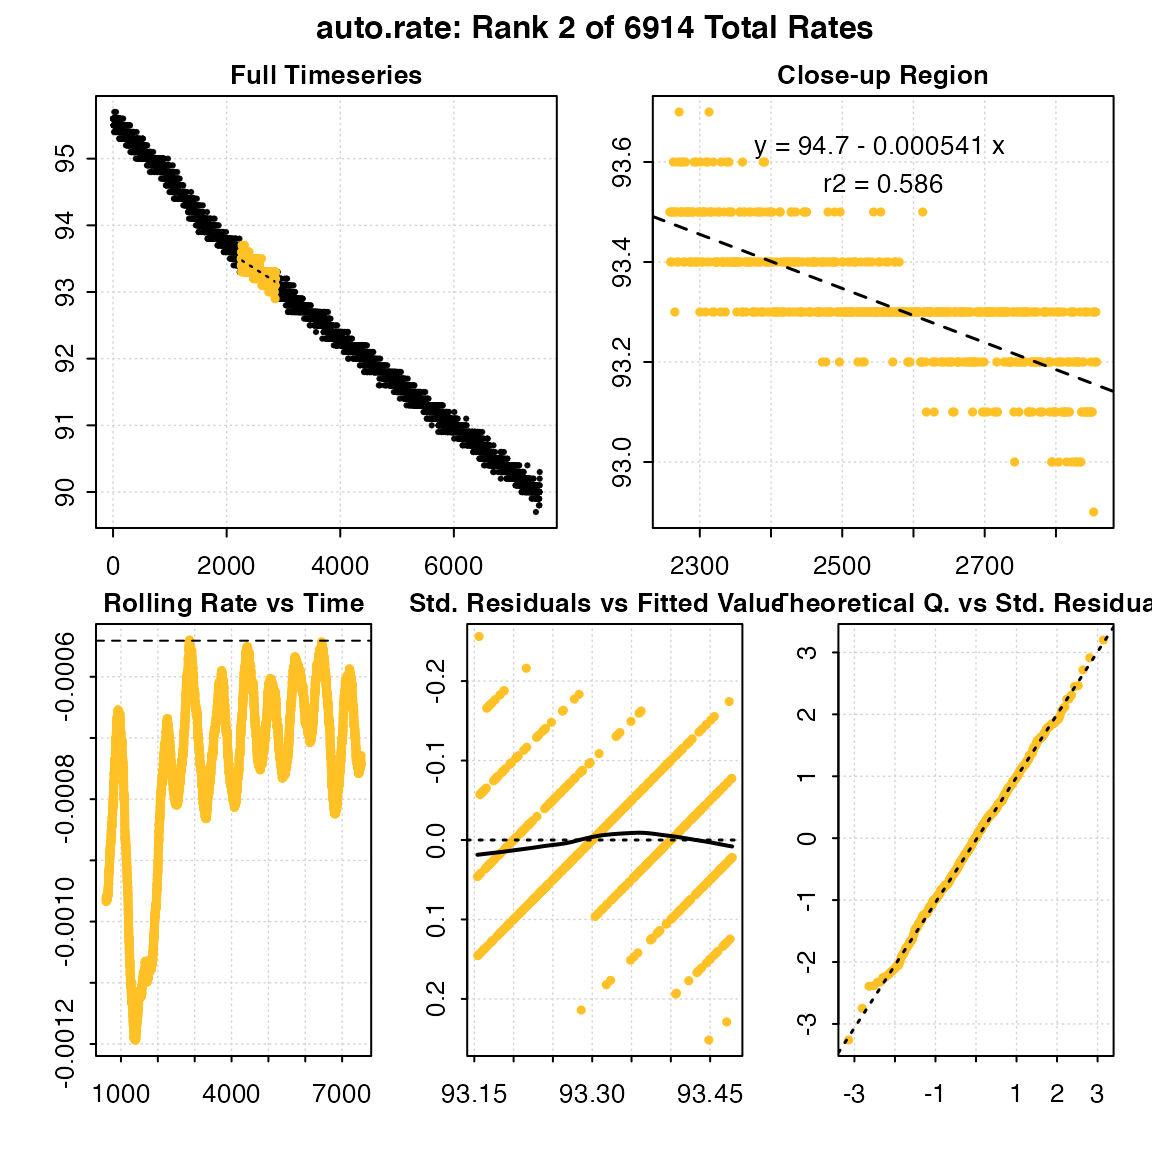 auto.rate: Rank 2 of 6914 Total Rates
Full Timeseries
95
94
93
92
91
90
0 2000 4000 6000
Close-up Region
y = 94.7 - 0.000541 x
r2 = 0.586
93.6
93.4
93.2
93.0
2300 2500 2700
Rolling Rate vs Time
-0.0006
-0.0008
-0.0010
-0.0012
1000 4000 7000
Std. Residuals vs Fitted Value
-0.2
-0.1
0.0
0.1
0.2
93.15 93.30 93.45
Theoretical Q. vs Std. Residua
3
2
1
0
-1
-2
-3
-3 -1 1 2 3